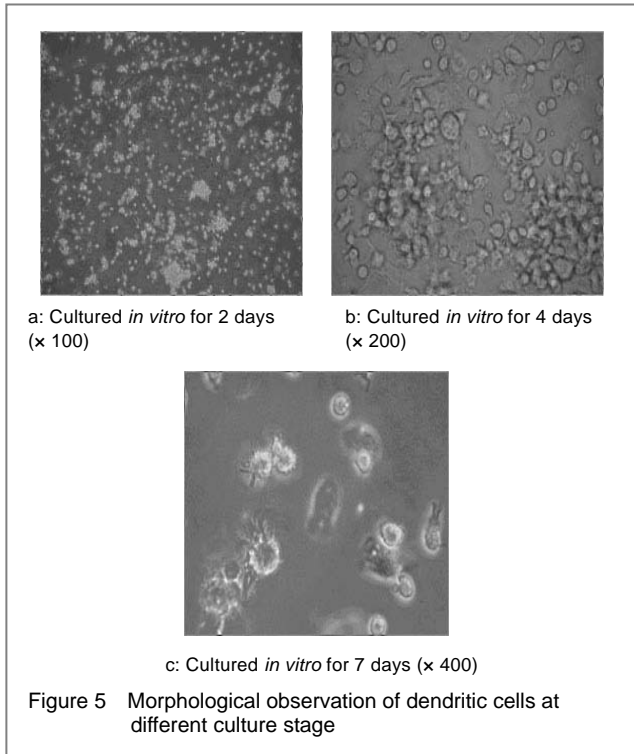 a: Cultured in vitro for 2 days
(× 100)
b: Cultured in vitro for 4 days
(× 200)
c: Cultured in vitro for 7 days (× 400)
Figure 5 Morphological observation of dendritic cells at
different culture stage